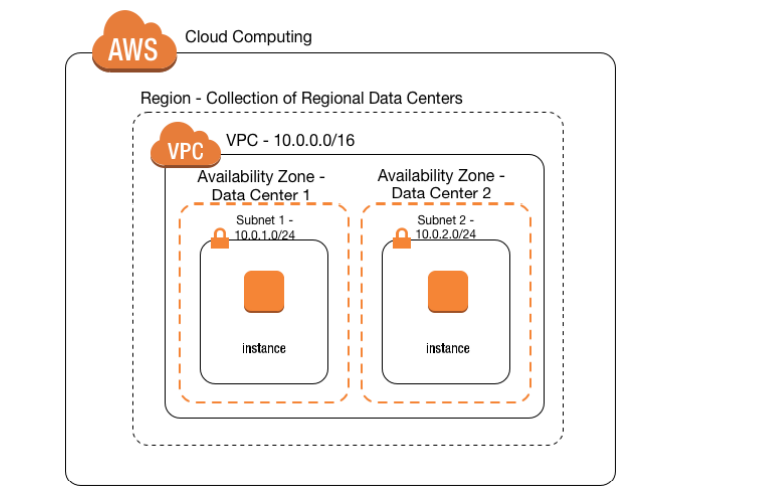 AWS
Cloud Computing
Region - Collection of Regional Data Centers
VPC
VPC - 10.0.0.0/16
Availability Zone -
Data Center 1
Subnet 1 -
10.0.1.0/24
instance
Availability Zone -
Data Center 2
Subnet 2 -
10.0.2.0/24
instance